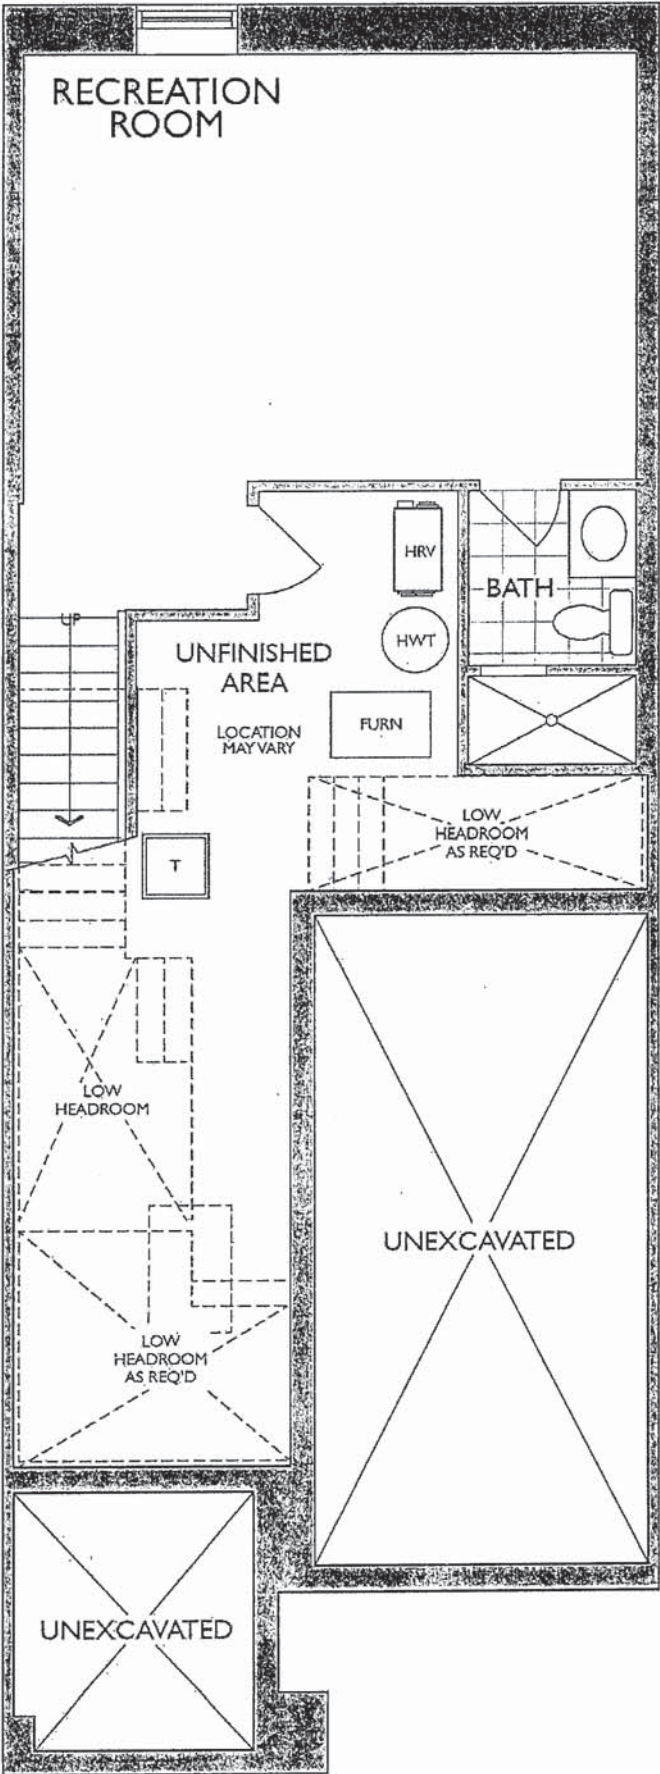 RECREATION
ROOM
HRV
BATH
HWT
UP
UNFINISHED
AREA
LOCATION
MAY VARY
FURN
LOW
HEADROOM
AS REQ'D
T
LOW
HEADROOM
UNEXCAVATED
LOW
HEADROOM
AS REQ'D
UNEXCAVATED